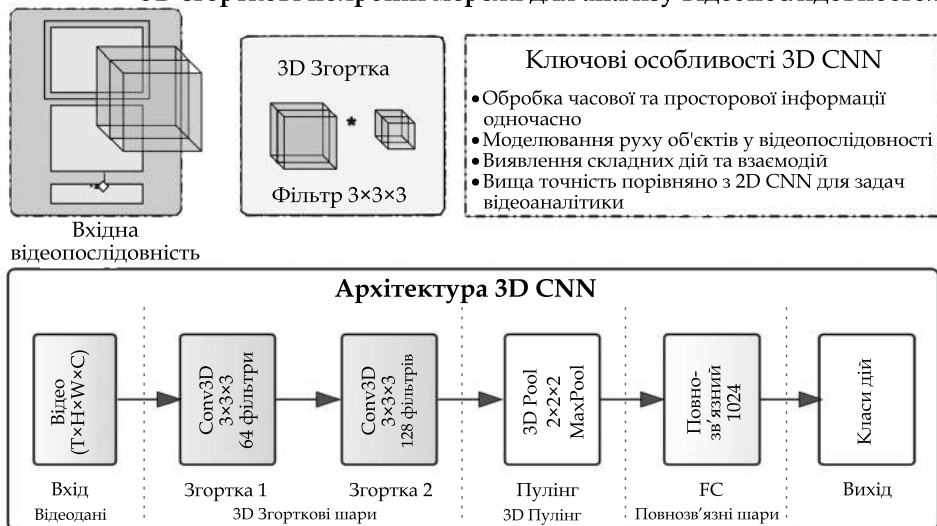 3D Згортка
*
Фільтр 3×3×3
Ключові особливості 3D CNN
• Обробка часової та просторової інформації
одночасно
• Моделювання руху об'єктів у відеопослідовності
• Виявлення складних дій та взаємодій
• Вища точність порівняно з 2D CNN для задач
відеоаналітики
Вхідна
відеопослідовність
Архітектура 3D CNN
Відео
(T×H×W×C)
Conv3D
3×3×3
64 фільтри
Conv3D
3×3×3
128 фільтрів
3D Pool
2×2×2
MaxPool
Повно-
зв'язний
1024
Класи дій
Вхід
Згортка 1
Згортка 2
Пулінг
FC
Вихід
Відеодані
3D Згорткові шари
3D Пулінг
Повнозв'язні шари